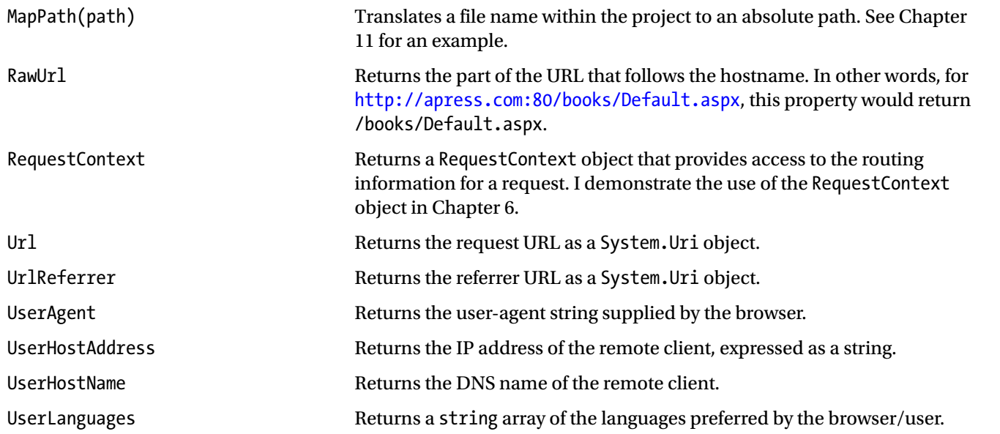 MapPath(path) Translates a file name within the project to an absolute path. See Chapter
11 for an example.
RawUrl Returns the part of the URL that follows the hostname. In other words, for
http://apress.com:80/books/Default.aspx, this property would return
/books/Default.aspx.
RequestContext Returns a RequestContext object that provides access to the routing
information for a request. I demonstrate the use of the RequestContext
object in Chapter 6.
Url Returns the request URL as a System.Uri object.
UrlReferrer Returns the referrer URL as a System.Uri object.
UserAgent Returns the user-agent string supplied by the browser.
UserHostAddress Returns the IP address of the remote client, expressed as a string.
UserHostName Returns the DNS name of the remote client.
UserLanguages Returns a string array of the languages preferred by the browser/user.